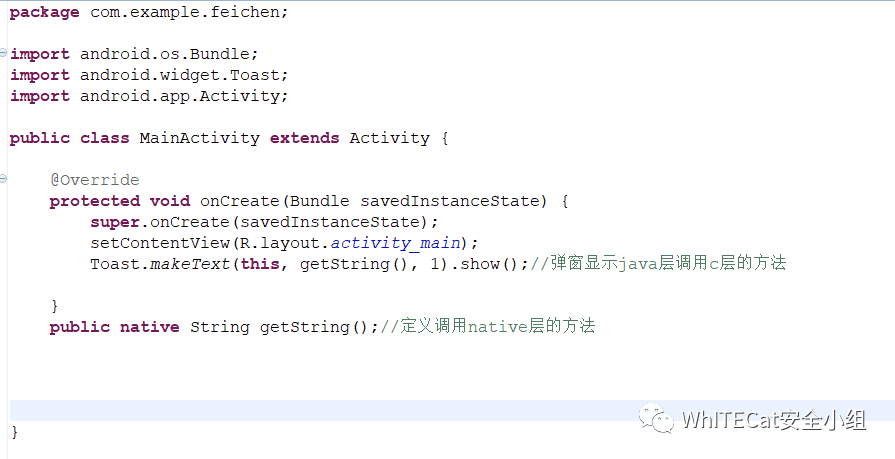 package com.example.feichen;
import android.os.Bundle;
import android.widget.Toast;
import android.app.Activity;
public class MainActivity extends Activity {
@Override
protected void onCreate(Bundle savedInstanceState) {
super.onCreate(savedInstanceState);
setContentView(R.layout.activity_main);
Toast.makeText(this, getString(), 1).show();//弹窗显示java层调用c层的方法
}
public native String getString();//定义调用native层的方法
WhITECat安全小组
}